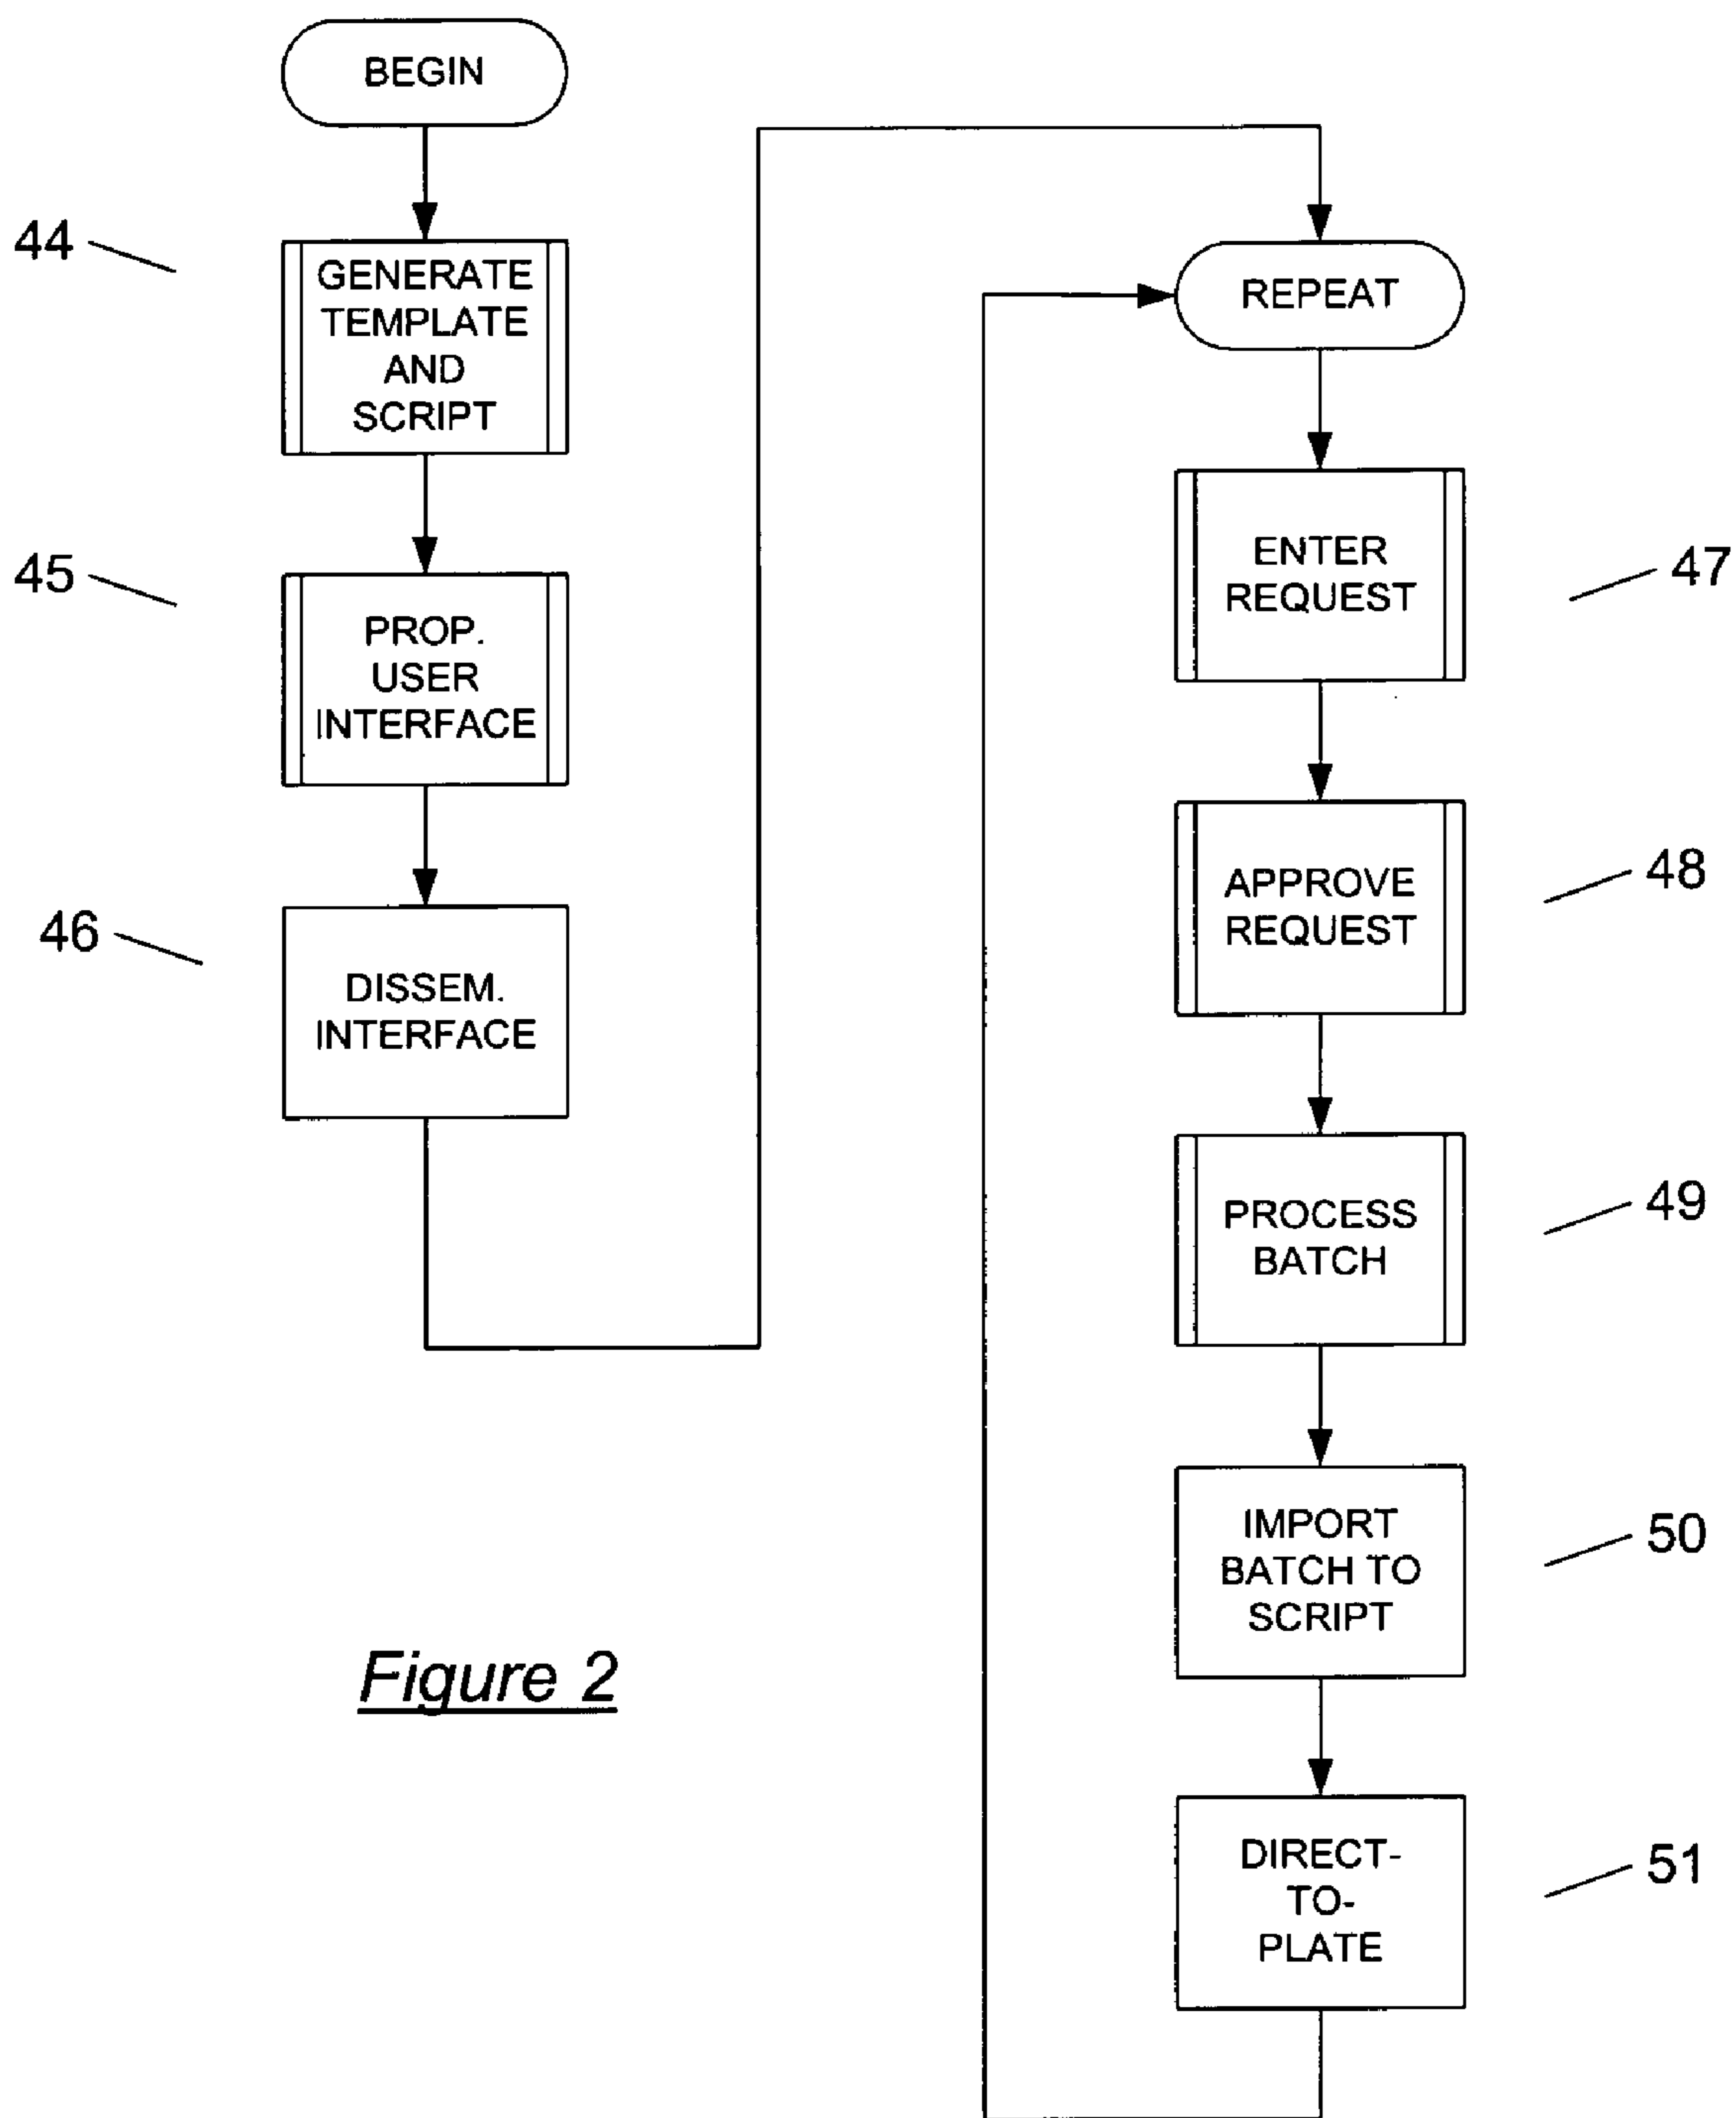 BEGIN
44
GENERATE
TEMPLATE
AND
SCRIPT
45
PROP.
USER
INTERFACE
46
DISSEM.
INTERFACE
REPEAT
ENTER
REQUEST
47
APPROVE
REQUEST
48
PROCESS
BATCH
49
IMPORT
BATCH TO
SCRIPT
50
DIRECT-
TO-
PLATE
51
Figure 2